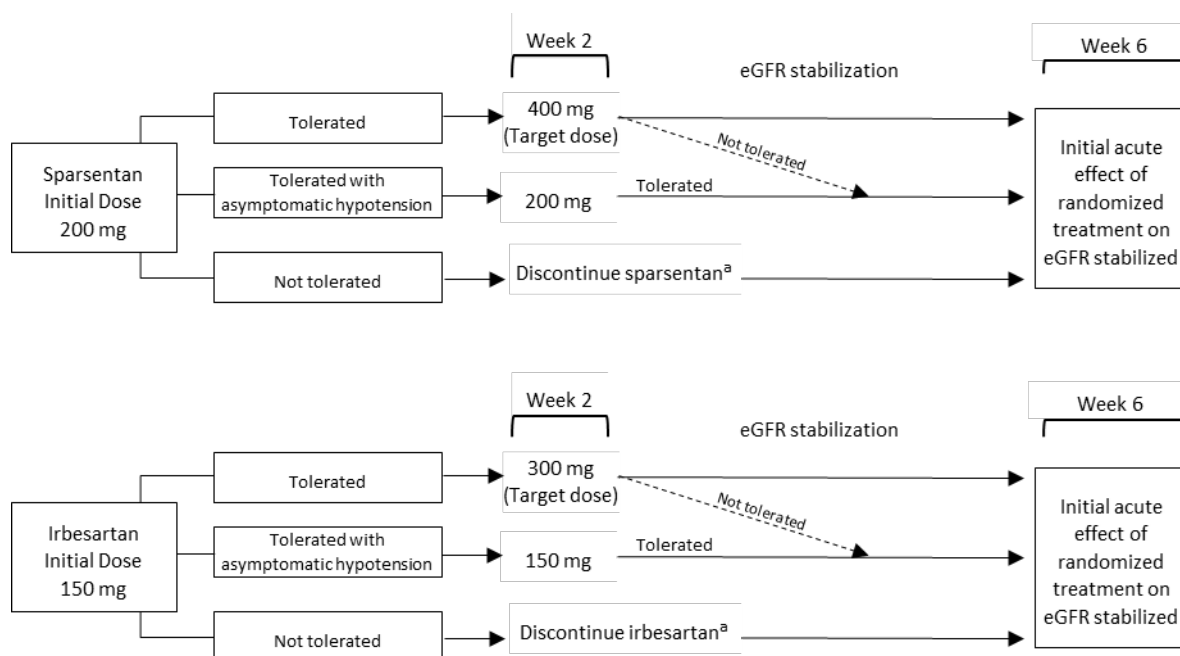 Week 2
Week 6
eGFR stabilization
Tolerated
400 mg
(Target dose)
Not tolerated
Sparsentan
Initial Dose
200 mg
Tolerated with
asymptomatic hypotension
200 mg
Tolerated
Initial acute
effect of
randomized
treatment on
eGFR stabilized
Not tolerated
Discontinue sparsentanª
Week 2
Week 6
eGFR stabilization
Tolerated
300 mg
(Target dose)
Not tolerated
Irbesartan
Initial Dose
150 mg
Tolerated with
asymptomatic hypotension
150 mg
Tolerated
Initial acute
effect of
randomized
treatment on
eGFR stabilized
Not tolerated
Discontinue irbesartanª